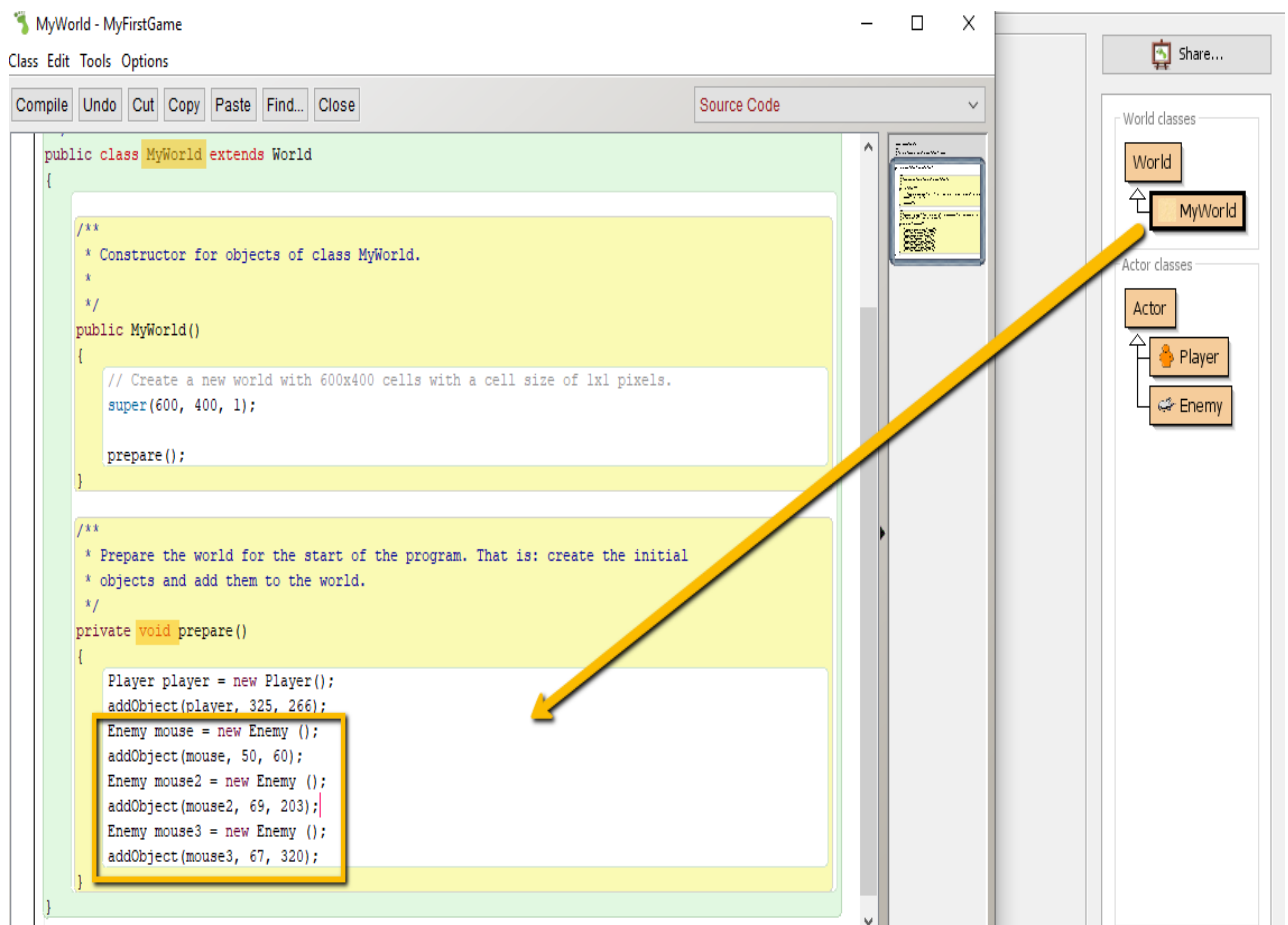 MyWorld - MyFirstGame
Class Edit Tools Options
Compile Undo Cut Copy Paste Find... Close Source Code
public class MyWorld extends World
{
/**
* Constructor for objects of class MyWorld.
*
*/
public MyWorld()
{
// Create a new world with 600x400 cells with a cell size of 1x1 pixels.
super(600, 400, 1);
prepare();
}
/**
* Prepare the world for the start of the program. That is: create the initial
* objects and add them to the world.
*/
private void prepare()
{
Player player = new Player();
addObject(player, 325, 266);
Enemy mouse = new Enemy ();
addObject(mouse, 50, 60);
Enemy mouse2 = new Enemy ();
addObject(mouse2, 69, 203);
Enemy mouse3 = new Enemy ();
addObject(mouse3, 67, 320);
}
}
Share...
World classes
World
MyWorld
Actor classes
Actor
Player
Enemy